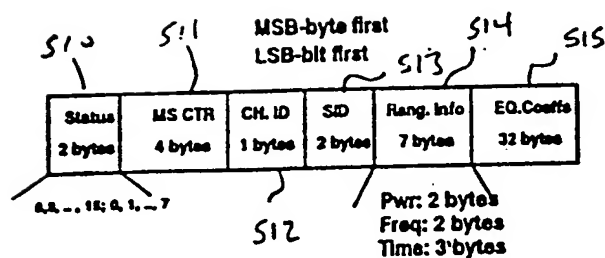 MSB-byte first
LSB-bit first
510
511
513
514
515
Status
2 bytes
MS CTR
4 bytes
CH. ID
1 bytes
SID
2 bytes
Rang. Info
7 bytes
EQ.Coeffs
32 bytes
512
Pwr: 2 bytes
Freq: 2 bytes
Time: 3 bytes